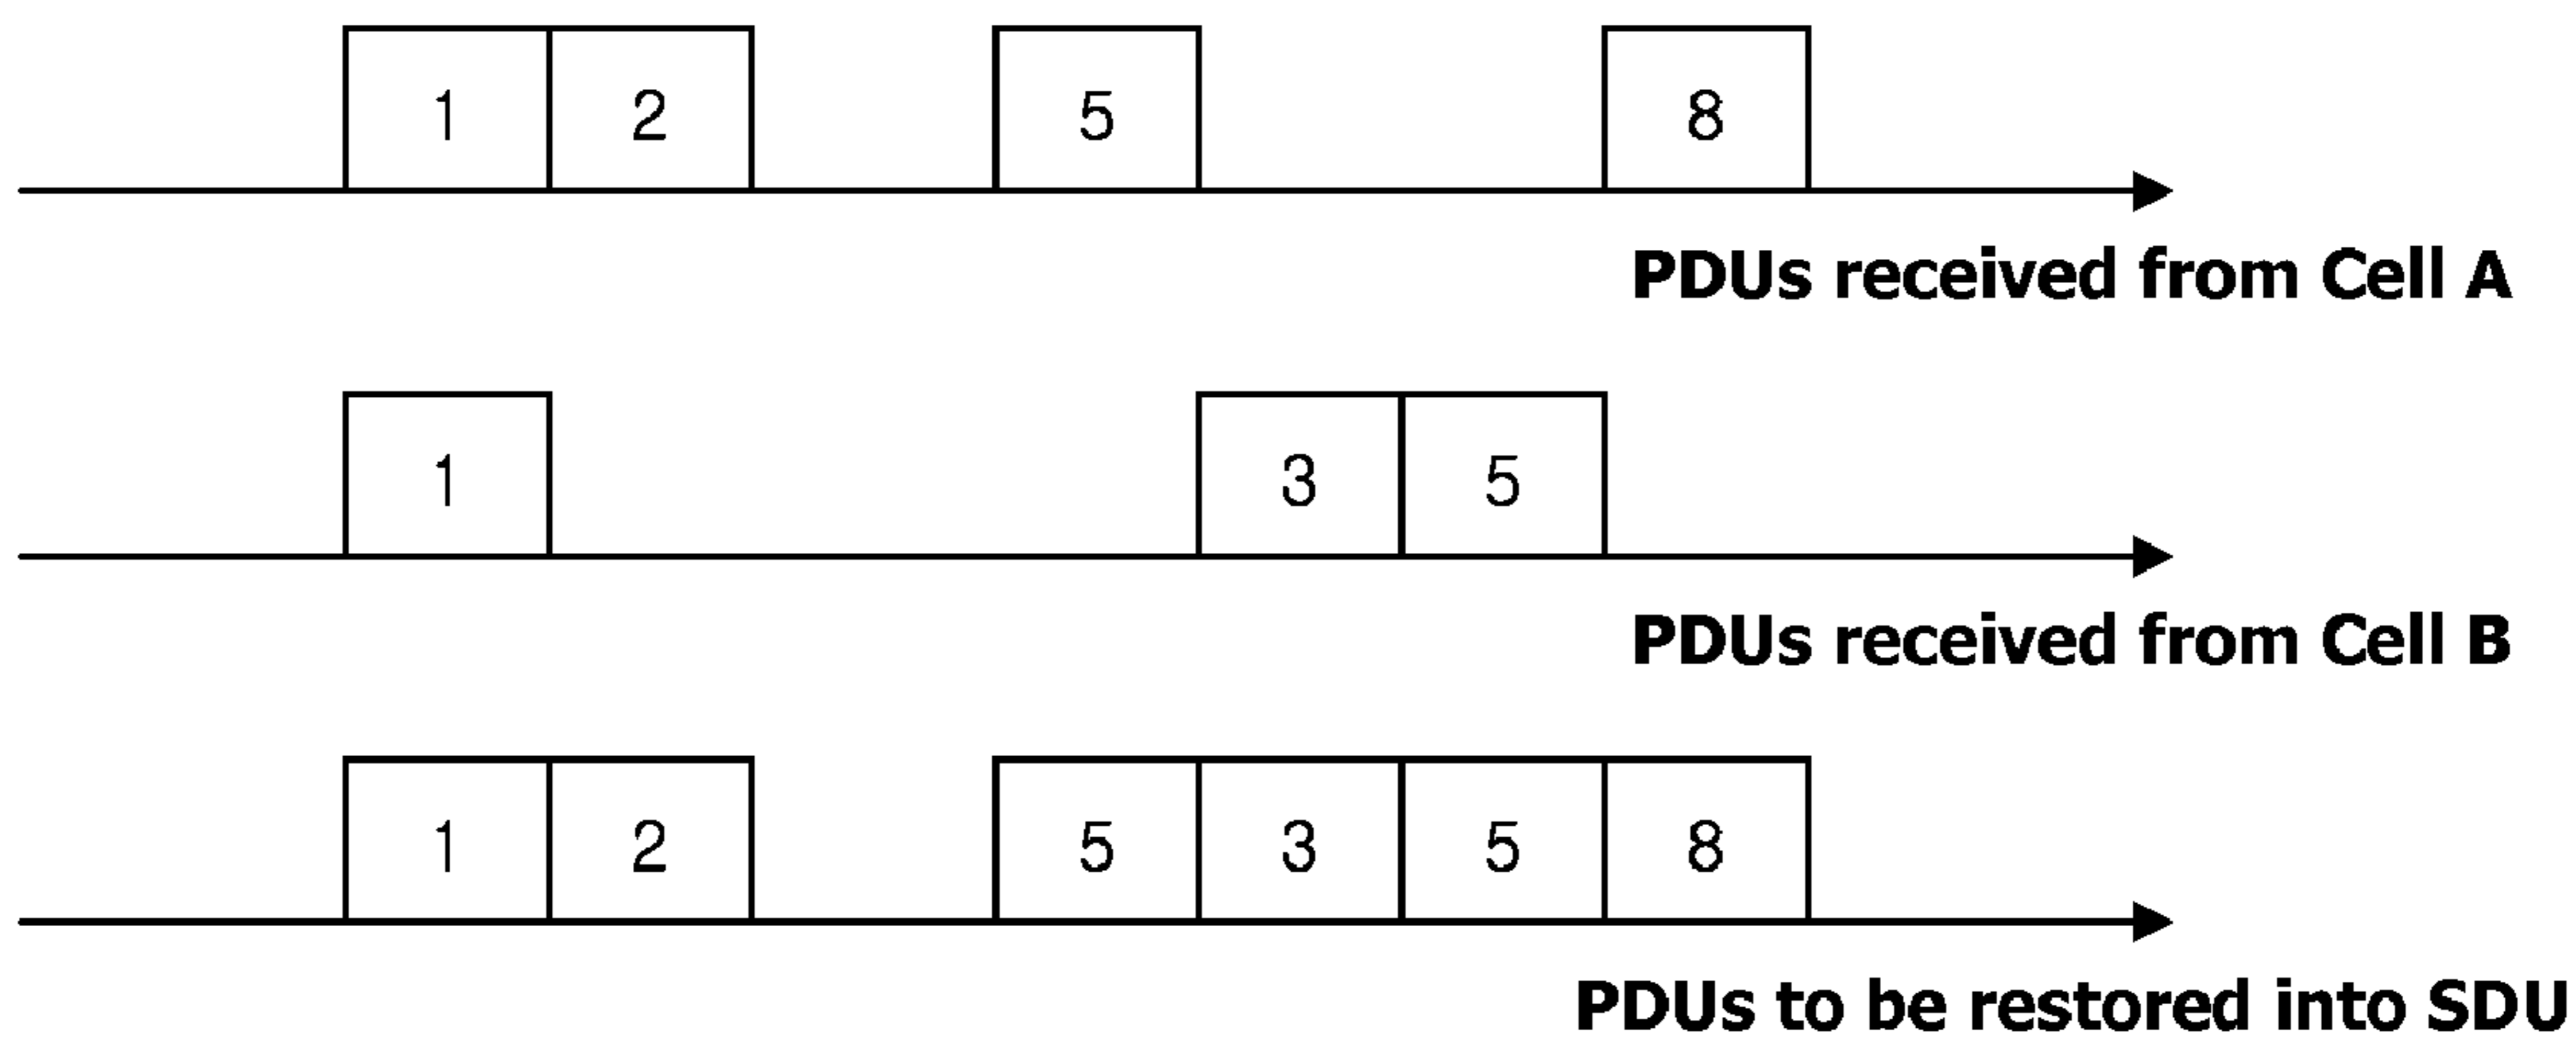 1 2 5 8
PDUs received from Cell A
1 3 5
PDUs received from Cell B
1 2 5 3 5 8
PDUs to be restored into SDU